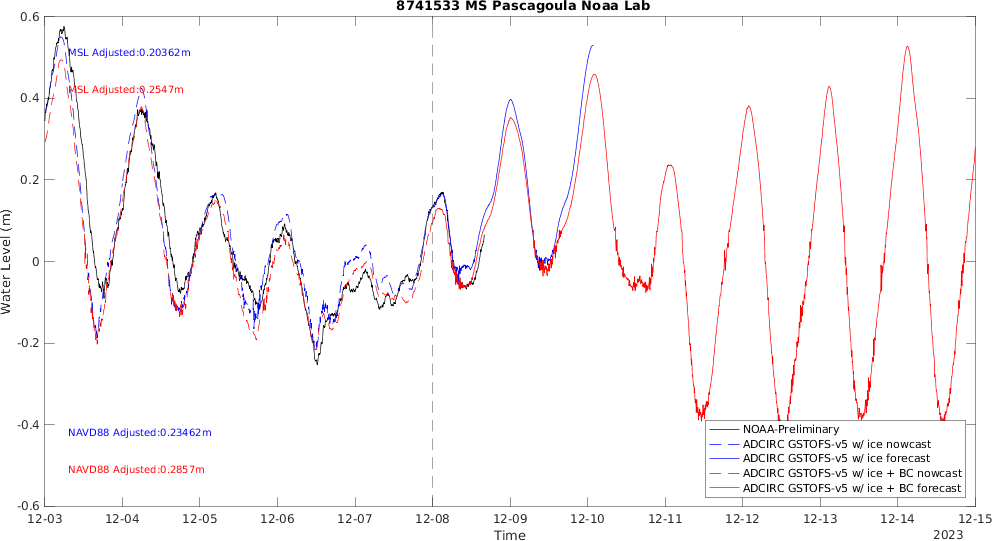 8741533 MS Pascagoula Noaa Lab
0.6
MSL Adjusted:0.20362m
MSL Adjusted:0.2547m
0.4
0.2
Water Level (m)
0
-0.2
-0.4
NAVD88 Adjusted:0.23462m
NAVD88 Adjusted:0.2857m
-0.6
NOAA-Preliminary
ADCIRC GSTOFS-v5 w/ ice nowcast
ADCIRC GSTOFS-v5 w/ ice forecast
ADCIRC GSTOFS-v5 w/ ice + BC nowcast
ADCIRC GSTOFS-v5 w/ ice + BC forecast
12-03 12-04 12-05 12-06 12-07 12-08 12-09 12-10 12-11 12-12 12-13 12-14 12-15
Time
2023